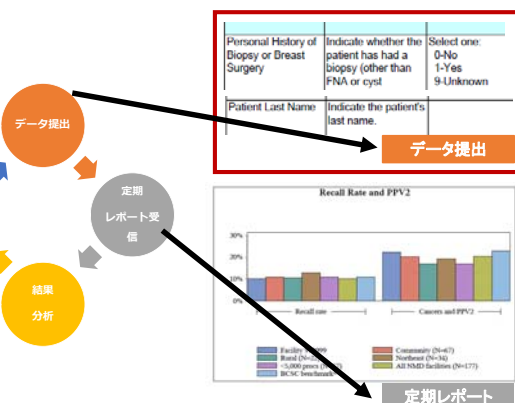 データ提出
定期
レポート受
信
結果
分析
Personal History of
Biopsy or Breast
Surgery
Indicate whether the
patient has had a
biopsy (other than
FNA or cyst
Select one:
0-No
1-Yes
9-Unknown
Patient Last Name
Indicate the patient's
last name.
データ提出
Recall Rate and PPV2
30%
20%
10%
0%
Recall rate
Cancers and PPV2
Facility
Community (N=67)
Rural
Northeast (N=34)
<5,000 procs
All NMD facilities (N=177)
BCSC benchmark
定期レポート